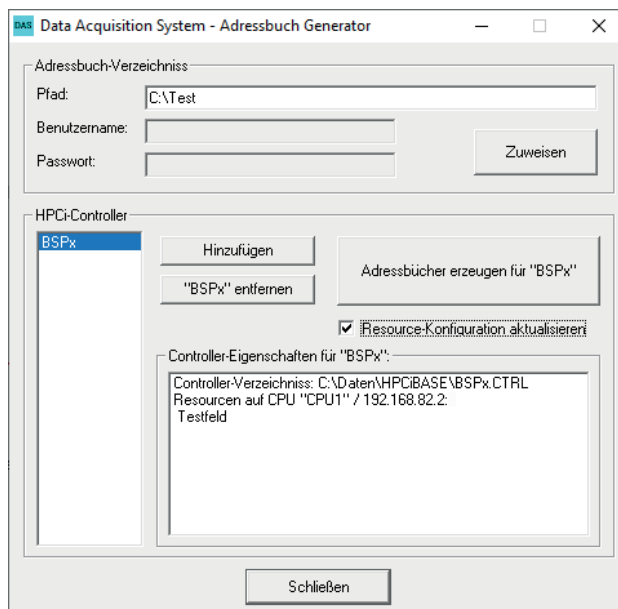 DAS Data Acquisition System - Adressbuch Generator
Adressbuch-Verzeichniss
Pfad: C:\Test
Benutzername:
Passwort:
Zuweisen
HPCi-Controller
BSPx
Hinzufügen
"BSPx" entfernen
Adressbücher erzeugen für "BSPx"
Resource-Konfiguration aktualisieren
Controller-Eigenschaften für "BSPx":
Controller-Verzeichniss: C:\Daten\HPCiBASE\BSPx.CTRL
Resourcen auf CPU "CPU1" / 192.168.82.2:
Testfeld
Schließen